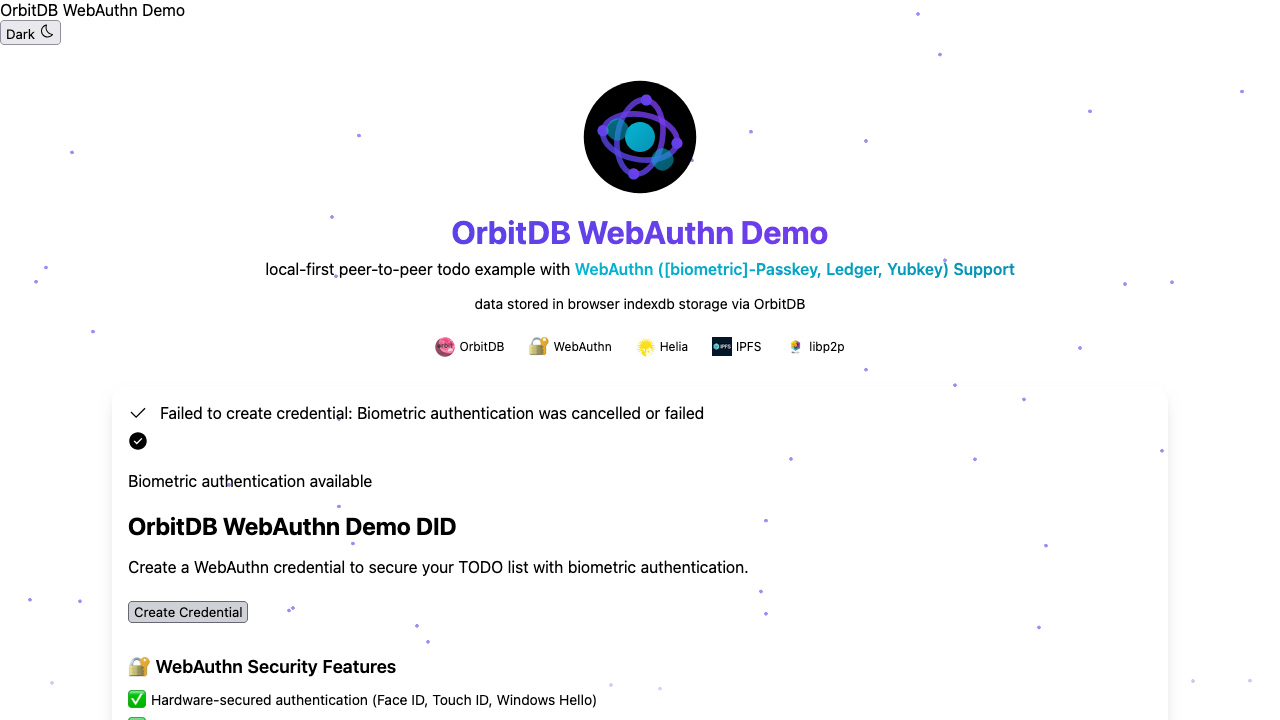 OrbitDB WebAuthn Demo
Dark
OrbitDB WebAuthn Demo
local-first peer-to-peer todo example with WebAuthn ([biometric]-Passkey, Ledger, Yubkey) Support
data stored in browser indexdb storage via OrbitDB
OrbitDB WebAuthn Helia IPFS IPFS libp2p
Failed to create credential: Biometric authentication was cancelled or failed
Biometric authentication available
OrbitDB WebAuthn Demo DID
Create a WebAuthn credential to secure your TODO list with biometric authentication.
Create Credential
WebAuthn Security Features
Hardware-secured authentication (Face ID, Touch ID, Windows Hello)